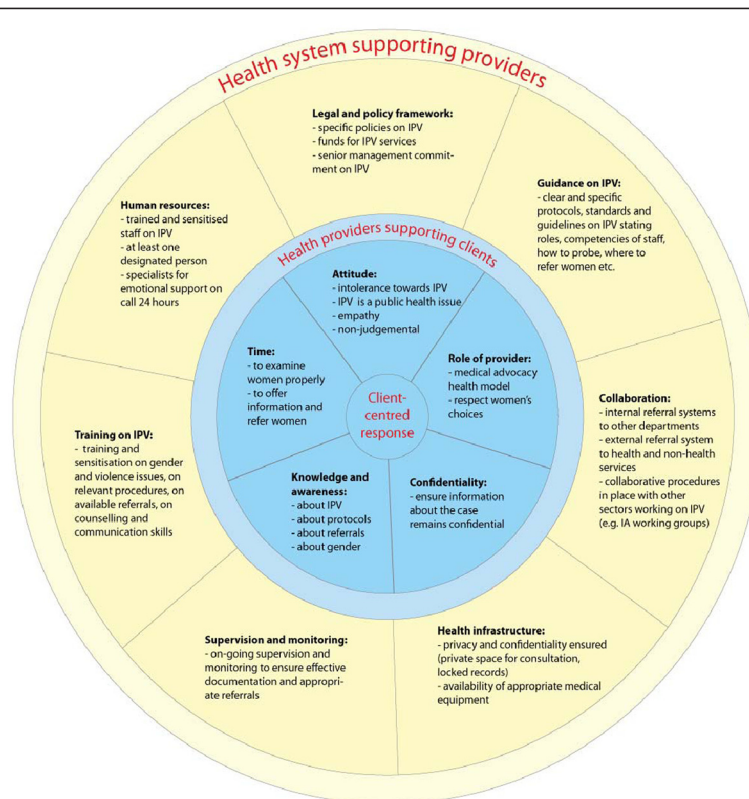 Health system supporting providers
Legal and policy framework:
- specific policies on IPV
- funds for IPV services
- senior management commit-
ment on IPV
Guidance on IPV:
- clear and specific
protocols, standards and
guidelines on IPV stating
roles, competencies of staff,
how to probe, where to
refer women etc.
Collaboration:
- internal referral systems
to other departments
- external referral system
to health and non-health
services
- collaborative procedures
in place with other
sectors working on IPV
(e.g. IA working groups)
Health infrastructure:
- privacy and confidentiality ensured
(private space for consultation,
locked records)
- availability of appropriate medical
equipment
Supervision and monitoring:
- on-going supervision and
monitoring to ensure effective
documentation and appropri-
ate referrals
Training on IPV:
- training and
sensitisation on gender
and violence issues, on
relevant procedures, on
available referrals, on
counselling and
communication skills
Human resources:
- trained and sensitised
staff on IPV
- at least one
designated person
- specialists for
emotional support on
call 24 hours
Health providers supporting clients
Attitude:
- intolerance towards IPV
- IPV is a public health issue
- empathy
- non-judgemental
Role of provider:
- medical advocacy
health model
- respect women's
choices
Confidentiality:
- ensure information
about the case
remains confidential
Knowledge and
awareness:
- about IPV
- about protocols
- about referrals
- about gender
Time:
- to examine
women properly
- to offer
information and
refer women
Client-
centred
response